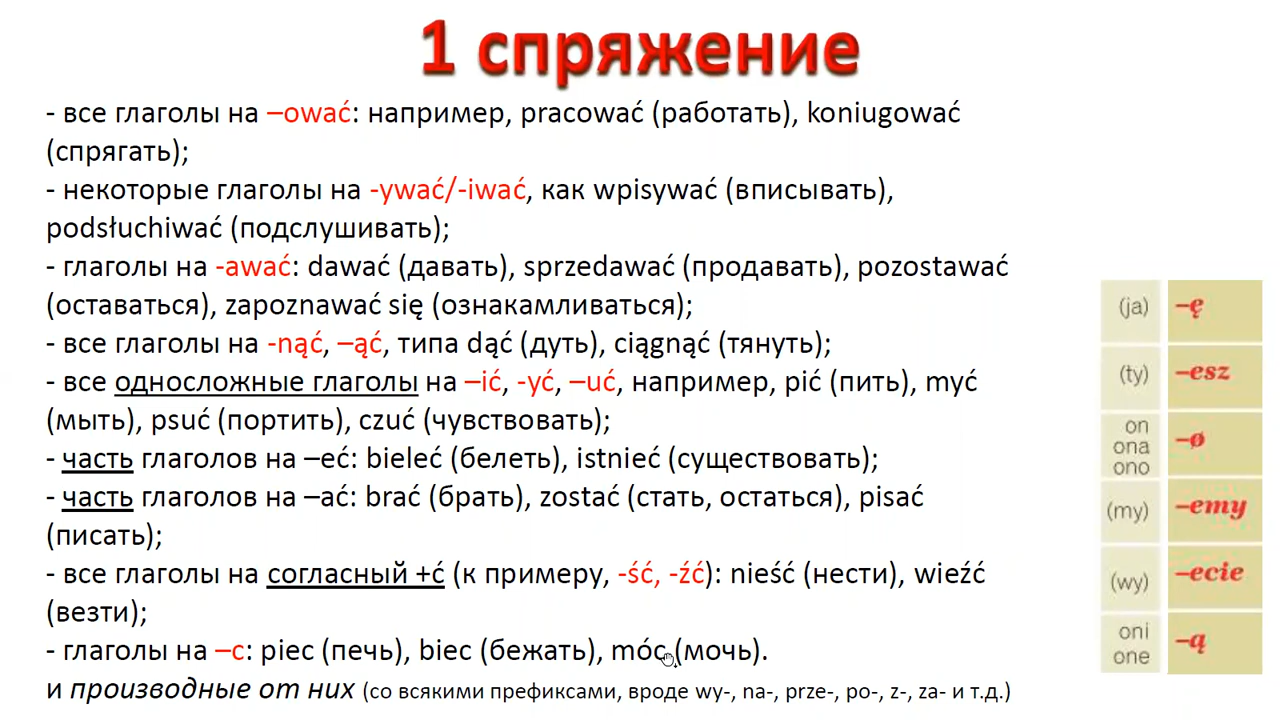 1 спряжение
- все глаголы на –ować: например, pracować (работать), koniugować
(спрягать);
- некоторые глаголы на -ywać/-iwać, как wpisywać (вписывать),
podsłuchiwać (подслушивать);
- глаголы на -awać: dawać (давать), sprzedawać (продавать), pozostawać
(оставаться), zapoznawać się (ознакамливаться);
- все глаголы на -nąć, –ąć, типа dąć (дуть), ciągnąć (тянуть);
- все односложные глаголы на –ić, -yć, –uć, например, pić (пить), myć
(мыть), psuć (портить), czuć (чувствовать);
- часть глаголов на –eć: bieleć (белеть), istnieć (существовать);
- часть глаголов на –ać: brać (брать), zostać (стать, остаться), pisać
(писать);
- все глаголы на согласный +ć (к примеру, -ść, -źć): nieść (нести), wieźć
(везти);
- глаголы на –c: piec (печь), biec (бежать), móc (мочь).
и производные от них (со всякими префиксами, вроде wy-, na-, prze-, po-, z-, za- и т.д.)
(ja) –ę
(ty) –esz
on
ona –ø
ono
(my) –emy
(wy) –ecie
oni –ą
one